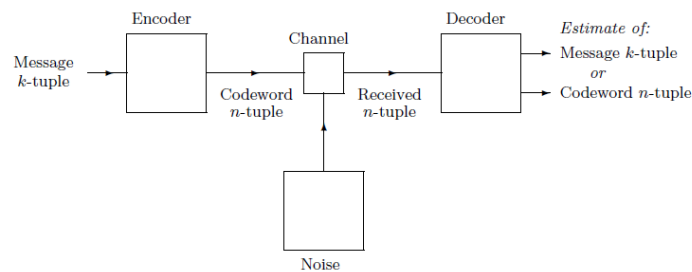 Encoder
Decoder
Estimate of:
Channel
Message
k-tuple
Message k-tuple
or
Codeword n-tuple
Codeword
n-tuple
Received
n-tuple
Noise